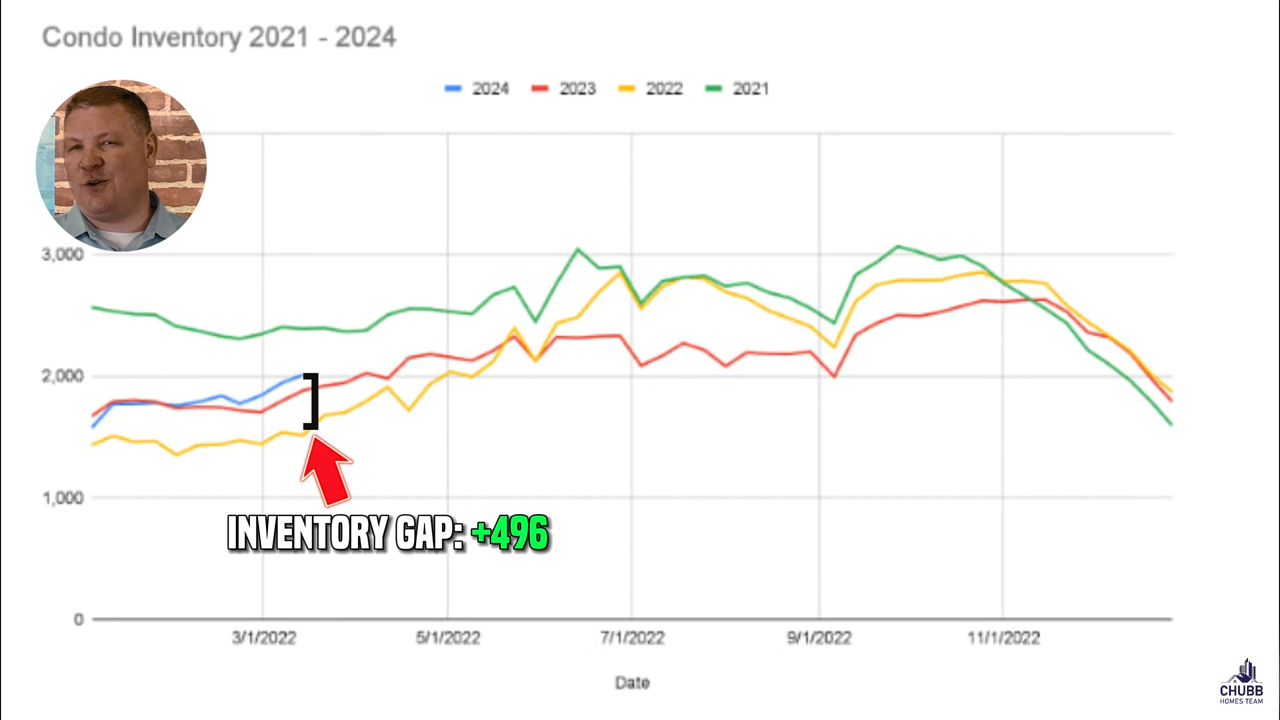 Condo Inventory 2021 - 2024
2024 2023 2022 2021
3,000
2,000
1,000
0
INVENTORY GAP: +496
3/1/2022 5/1/2022 7/1/2022 9/1/2022 11/1/2022
Date
CHUBB
HOMES TEAM